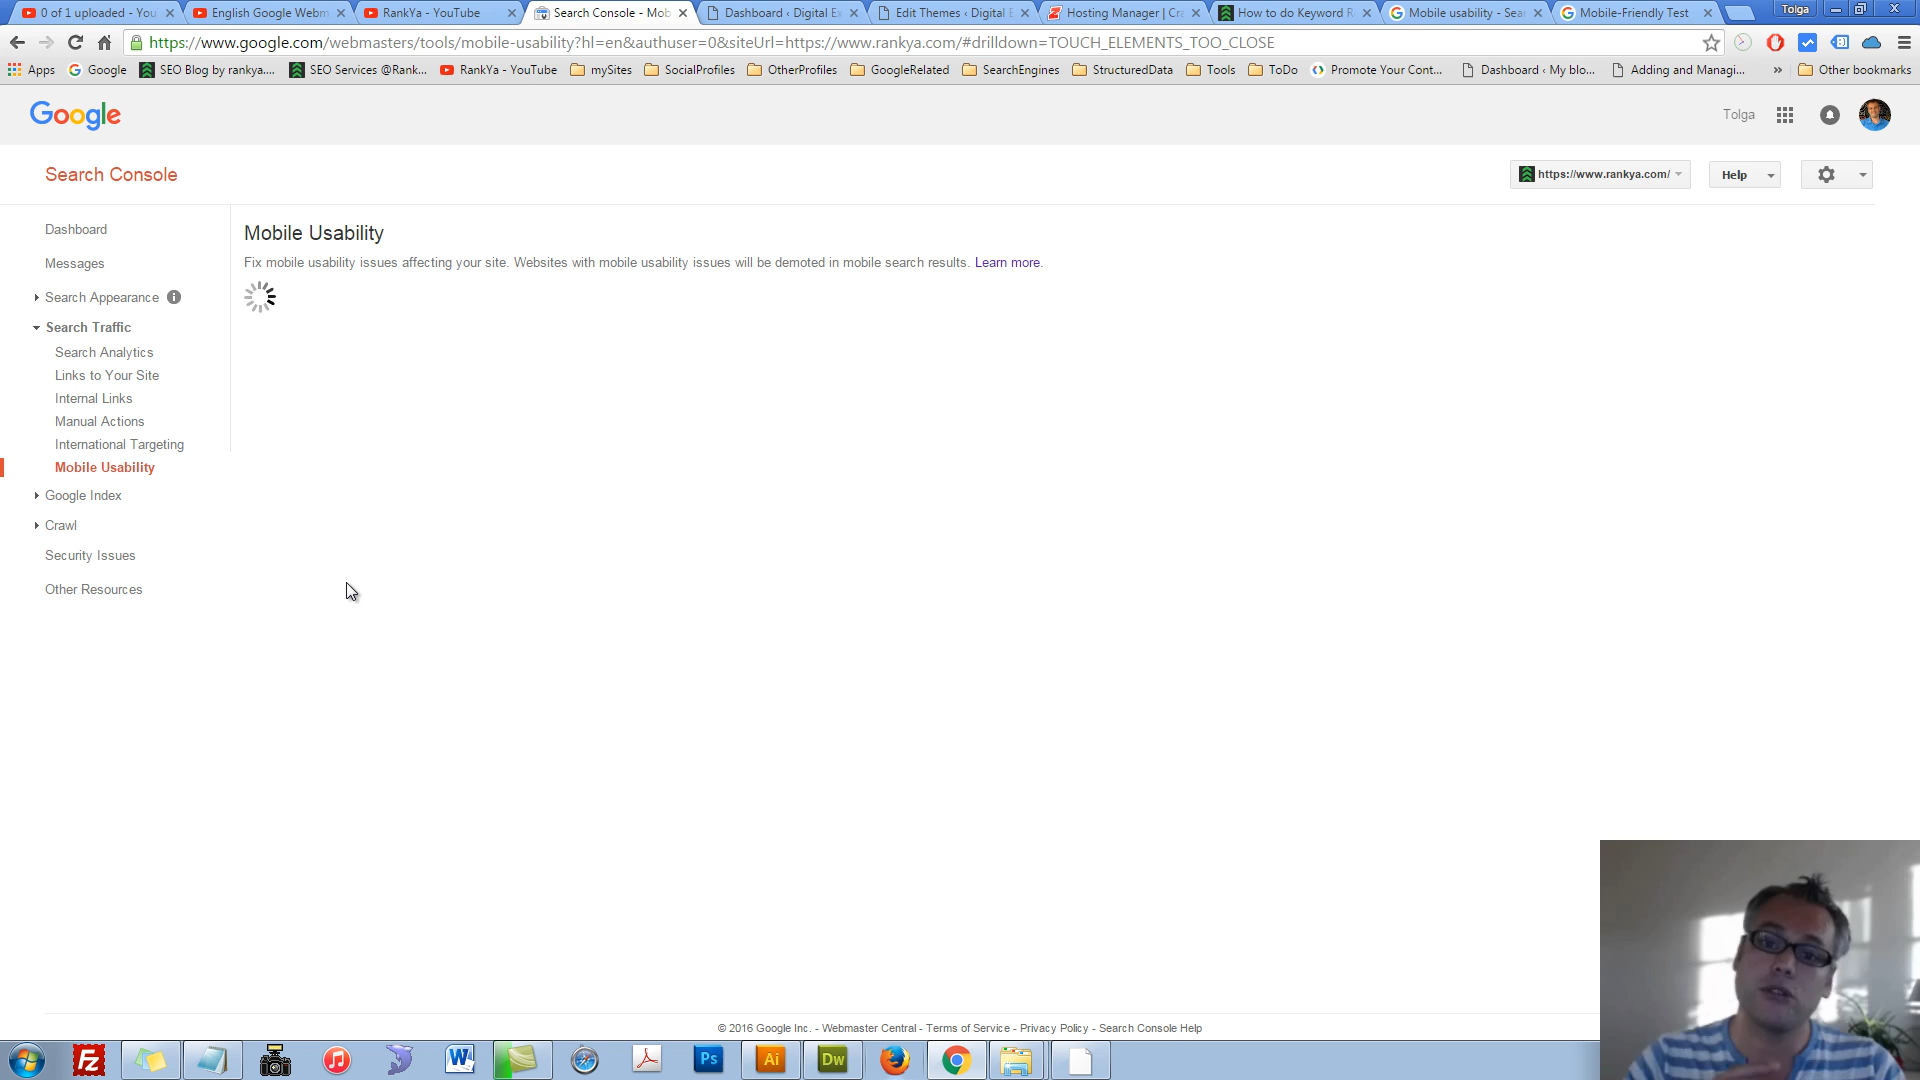 0 of 1 uploaded - You
English Google Webm
RankYa - YouTube
Search Console - Mob
Dashboard ‹ Digital Ex
Edit Themes ‹ Digital E
Hosting Manager | Cra
How to do Keyword R
Mobile usability - Sea
Mobile-Friendly Test
Tolga
https://www.google.com/webmasters/tools/mobile-usability?hl=en&authuser=0&siteUrl=https://www.rankya.com/#drilldown=TOUCH_ELEMENTS_TOO_CLOSE
Apps
Google
SEO Blog by rankya....
SEO Services @Rank...
RankYa - YouTube
mySites
SocialProfiles
OtherProfiles
GoogleRelated
SearchEngines
StructuredData
Tools
ToDo
Promote Your Cont...
Dashboard ‹ My blo...
Adding and Managi...
»
Other bookmarks
Google
Tolga
Search Console
https://www.rankya.com/
Help
Dashboard
Messages
Search Appearance
Search Traffic
Search Analytics
Links to Your Site
Internal Links
Manual Actions
International Targeting
Mobile Usability
Google Index
Crawl
Security Issues
Other Resources
Mobile Usability
Fix mobile usability issues affecting your site. Websites with mobile usability issues will be demoted in mobile search results. Learn more.
© 2016 Google Inc. - Webmaster Central - Terms of Service - Privacy Policy - Search Console Help
Fz
W
Ps
Ai
Dw